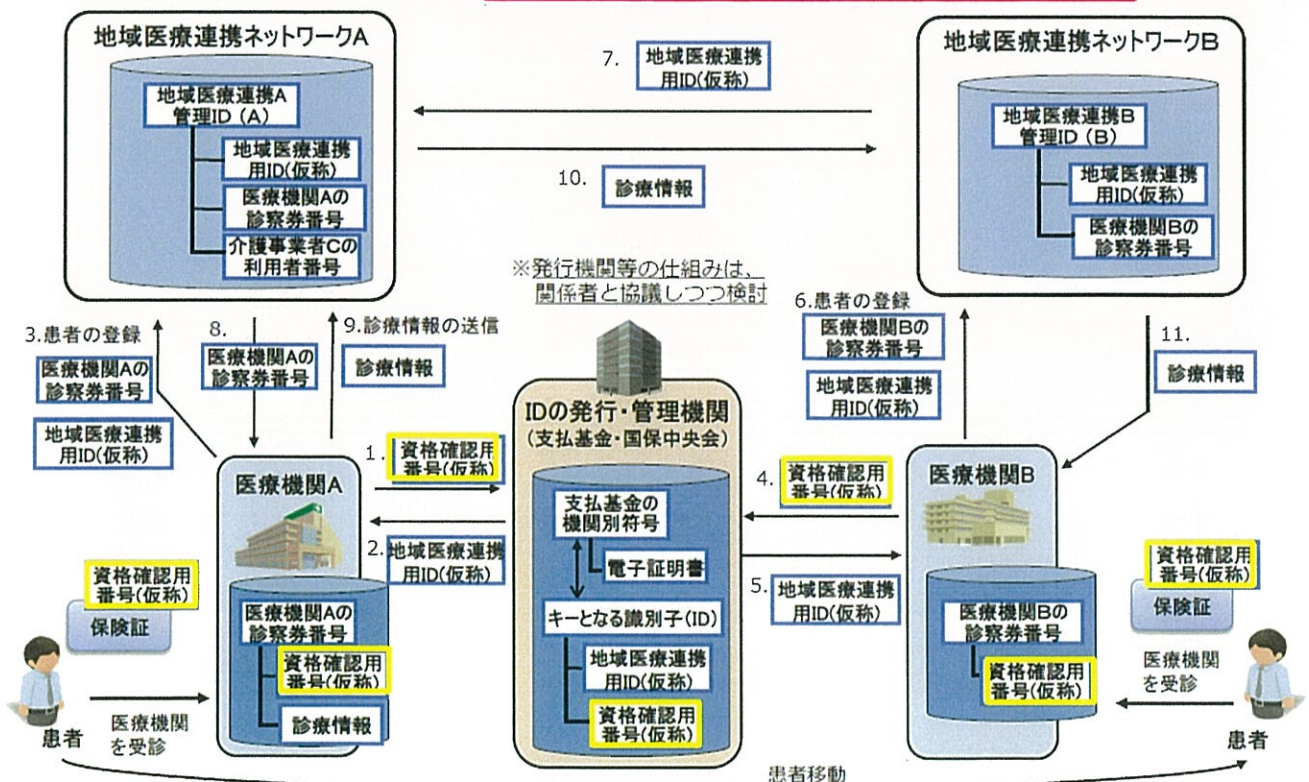 地域医療連携ネットワークA
地域医療連携A
管理ID（A）
地域医療連携
用ID(仮称)
医療機関Aの
診察券番号
介護事業者Cの
利用者番号
7.
地域医療連携
用ID(仮称)
10.
診療情報
地域医療連携ネットワークB
地域医療連携B
管理ID（B）
地域医療連携
用ID(仮称)
医療機関Bの
診察券番号
※発行機関等の仕組みは、
関係者と協議しつつ検討
3.患者の登録
医療機関Aの
診察券番号
地域医療連携
用ID(仮称)
8.
医療機関Aの
診察券番号
9.診療情報の送信
診療情報
6.患者の登録
医療機関Bの
診察券番号
地域医療連携
用ID(仮称)
11.
診療情報
医療機関A
医療機関Aの
診察券番号
資格確認用
番号(仮称)
診療情報
1.
資格確認用
番号(仮称)
2.
地域医療連携
用ID(仮称)
IDの発行・管理機関
(支払基金・国保中央会)
支払基金の
機関別符号
電子証明書
キーとなる識別子(ID)
地域医療連携
用ID(仮称)
資格確認用
番号(仮称)
4.
資格確認用
番号(仮称)
5.
地域医療連携
用ID(仮称)
医療機関B
医療機関Bの
診察券番号
資格確認用
番号(仮称)
資格確認用
番号(仮称)
保険証
患者
医療機関
を受診
資格確認用
番号(仮称)
保険証
医療機関
を受診
患者
患者移動